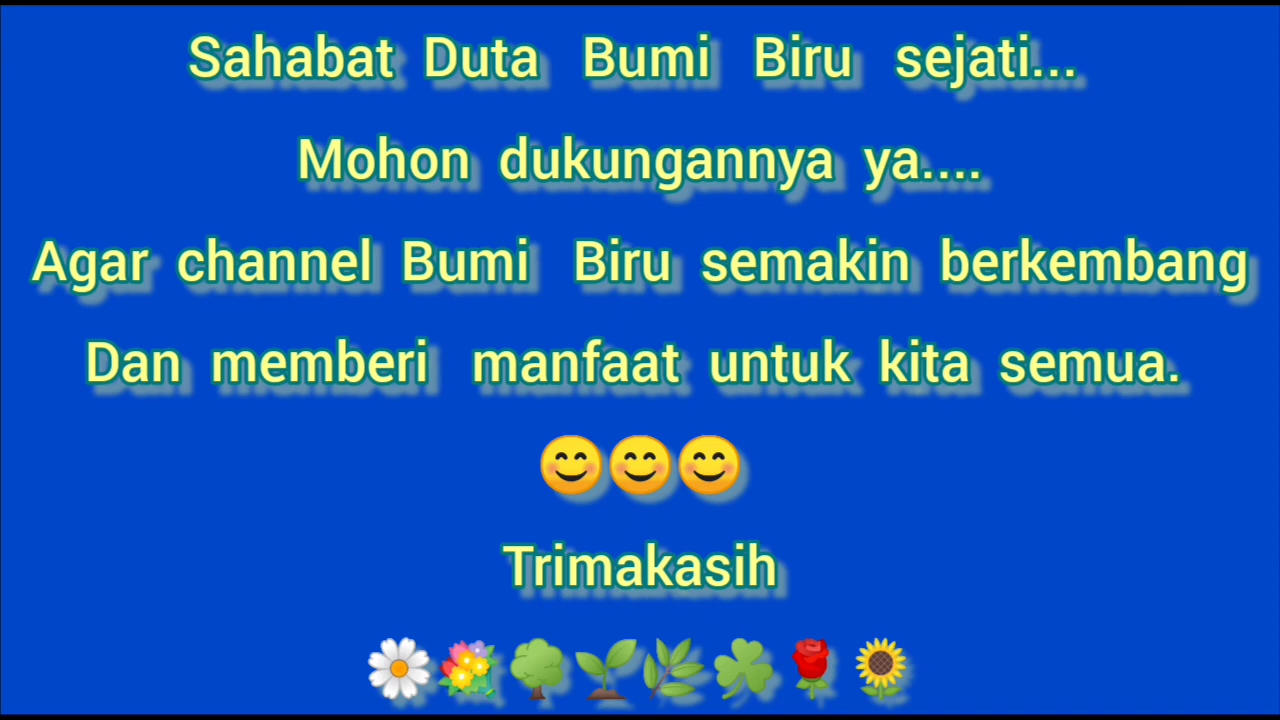 Sahabat Duta Bumi Biru sejati...
Mohon dukungannya ya....
Agar channel Bumi Biru semakin berkembang
Dan memberi manfaat untuk kita semua.
😊😊😊
Trimakasih
🌼💐🌳🌱🌿☘🌹🌻